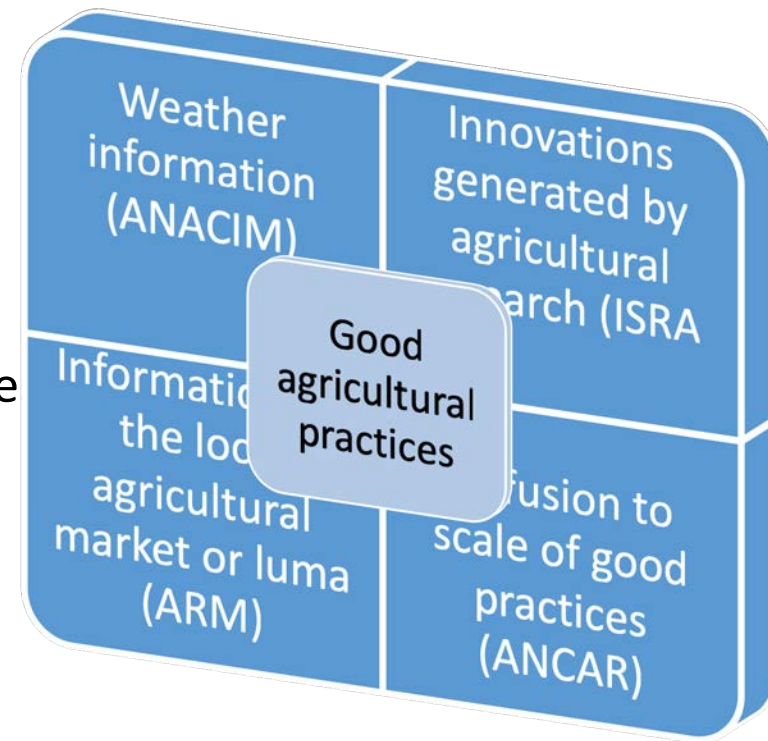 Weather
information
(ANACIM)
Innovations
generated by
agricultural
arch (ISRA
Good
agricultural
practices
e
Informatio
the loc
agricultural
market or luma
(ARM)
fusion to
scale of good
practices
(ANCAR)